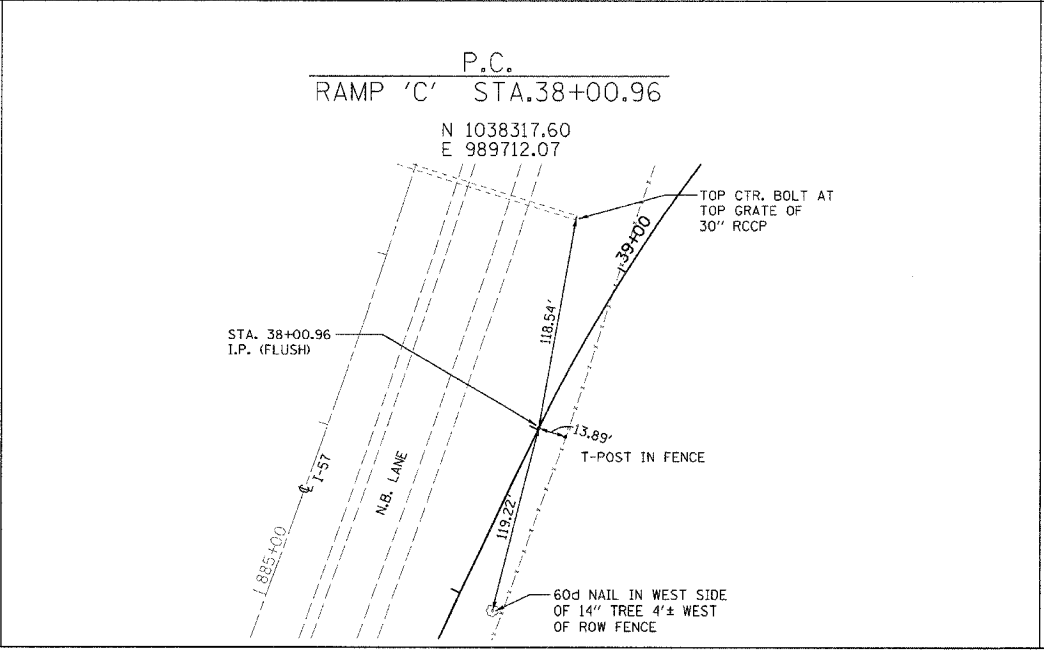 P.C.
RAMP 'C' STA.38+00.96
N 1038317.60
E 989712.07
TOP CTR. BOLT AT
TOP GRATE OF
30" RCCP
39+00
118.54'
STA. 38+00.96
I.P. (FLUSH)
13.89'
T-POST IN FENCE
℄ I-57
N.B. LANE
119.22'
885+00
60d NAIL IN WEST SIDE
OF 14" TREE 4'± WEST
OF ROW FENCE